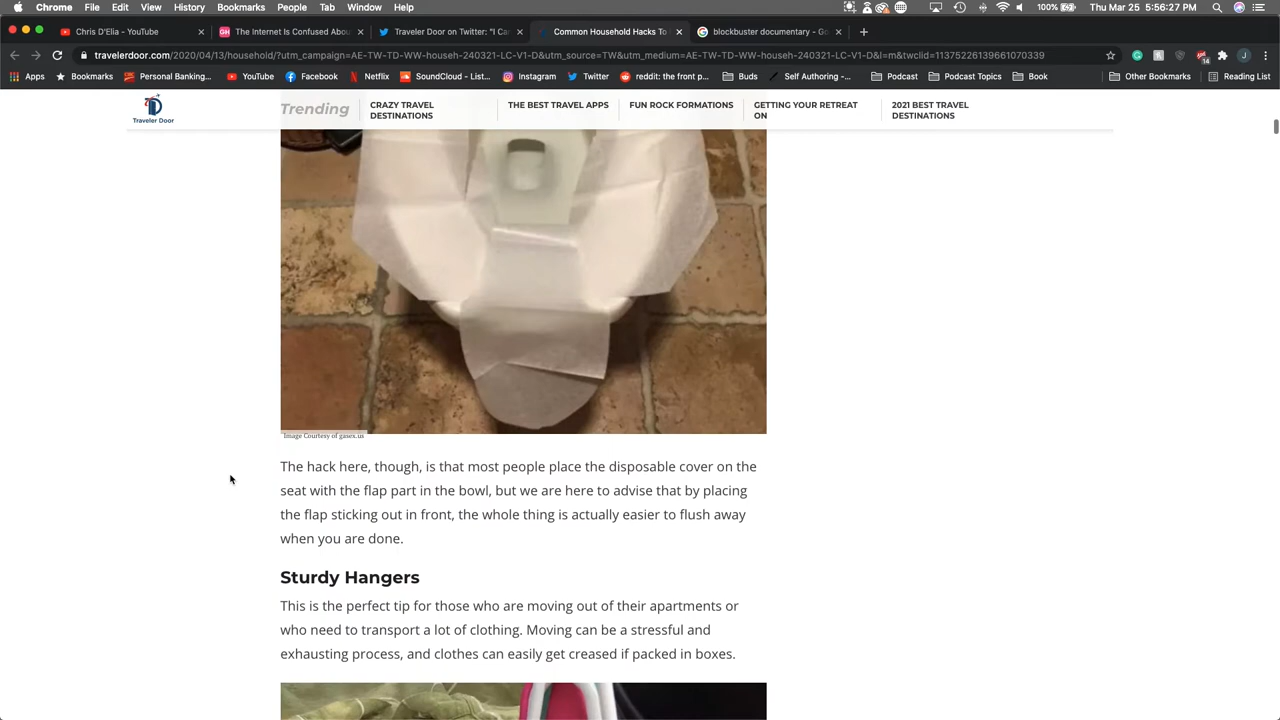 Chrome File Edit View History Bookmarks Profiles Tab Window Help
Chris D'Elia - YouTube
The Internet Is Confused Abou
Traveler Door on Twitter: "I Ca
Common Household Hacks To
blockbuster documentary - Go
travelerdoor.com/2020/04/13/household/?utm_campaign=AE-TW-TD-WW-househ-240321-LC-V1-D&utm_source=TW&utm_medium=AE-TW-TD-WW-househ-240321-LC-V1-D&l=m&twclid=11375226139661070339
Apps Bookmarks Personal Banking... YouTube Facebook Netflix SoundCloud - List... Instagram Twitter reddit: the front p... Buds Self Authoring -... Podcast Podcast Topics Book Other Bookmarks Reading List
Traveler Door
Trending
CRAZY TRAVEL
DESTINATIONS
THE BEST TRAVEL APPS
FUN ROCK FORMATIONS
GETTING YOUR RETREAT
ON
2021 BEST TRAVEL
DESTINATIONS
Image Courtesy of gasex.us
The hack here, though, is that most people place the disposable cover on the
seat with the flap part in the bowl, but we are here to advise that by placing
the flap sticking out in front, the whole thing is actually easier to flush away
when you are done.
Sturdy Hangers
This is the perfect tip for those who are moving out of their apartments or
who need to transport a lot of clothing. Moving can be a stressful and
exhausting process, and clothes can easily get creased if packed in boxes.